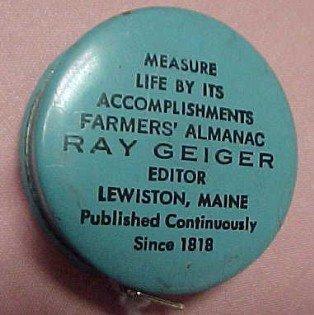 MEASURE
LIFE BY ITS
ACCOMPLISHMENTS
FARMERS' ALMANAC
RAY GEIGER
EDITOR
LEWISTON, MAINE
Published Continuously
Since 1818